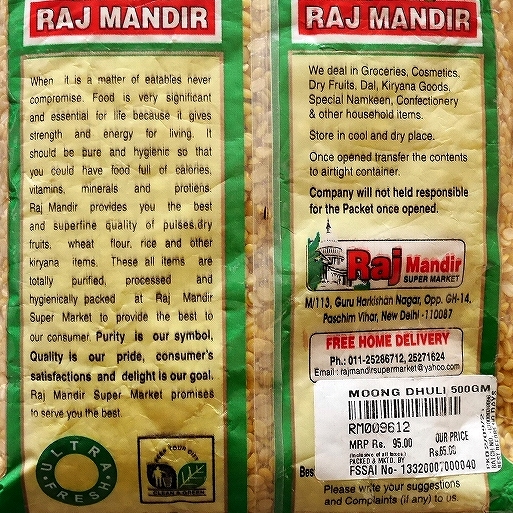 RAJ MANDIR
When it is a matter of eatables never
compromise. Food is very significant
and essential for life because it gives
strength and energy for living. It
should be pure and hygienic so that
you could have food full of calories,
vitamins, minerals and protiens.
Raj Mandir provides you the best
and superfine quality of pulses,dry
fruits, wheat flour, rice and other
kiryana items. These all items are
totally purified, processed and
hygienically packed at Raj Mandir
Super Market to provide the best to
our consumer. Purity is our symbol,
Quality is our pride, consumer's
satisfactions and delight is our goal.
Raj Mandir Super Market promises
to serve you the best.
ULTRA
FRESH
KEEP YOUR CITY
CLEAN & GREEN
RAJ MANDIR
We deal in Groceries, Cosmetics,
Dry Fruits, Dal, Kiryana Goods,
Special Namkeen, Confectionery
& other household items.
Store in cool and dry place.
Once opened transfer the contents
to airtight container.
Company will not held responsible
for the Packet once opened.
Raj Mandir
SUPER MARKET
M/113, Guru Harkishan Nagar, Opp. GH-14,
Paschim Vihar, New Delhi -110087
FREE HOME DELIVERY
Ph.: 011-25286712, 25271624
Email : rajmandirsupermarket@yahoo.com
MOONG DHULI 500GM
RM009612
MRP Rs. 95.00
OUR PRICE
(inclusive of all taxes)
PACKED & MKTD. BY
FSSAI No- 13320007000040
Bes
Please write your suggestions
and Complaints (if any) to us.